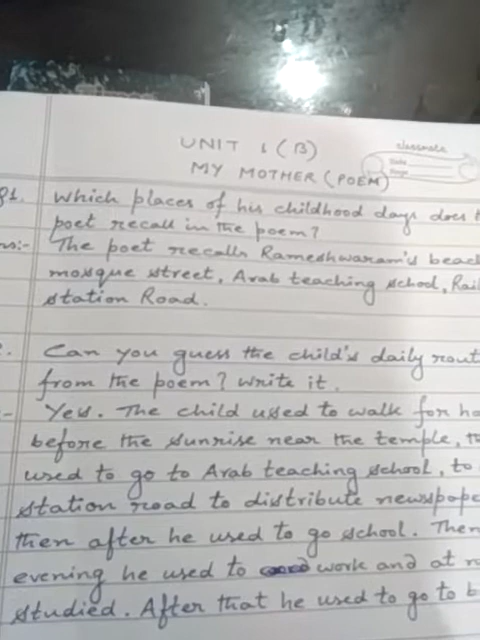 UNIT 1 (B)
classmate
Date
Page
MY MOTHER (POEM)
Q1. Which places of his childhood days does
poet recall in the poem?
The poet recalls Rameshwaram's beach
mosque street, Arab teaching school, Rail
station Road.
Can you guess the child's daily rout
from the poem? Write it.
Yes. The child used to walk for ho
before the sunrise near the temple, th
used to go to Arab teaching school, to
station road to distribute newspape
then after he used to go school. Then
evening he used to work and at n
studied. After that he used to go to b